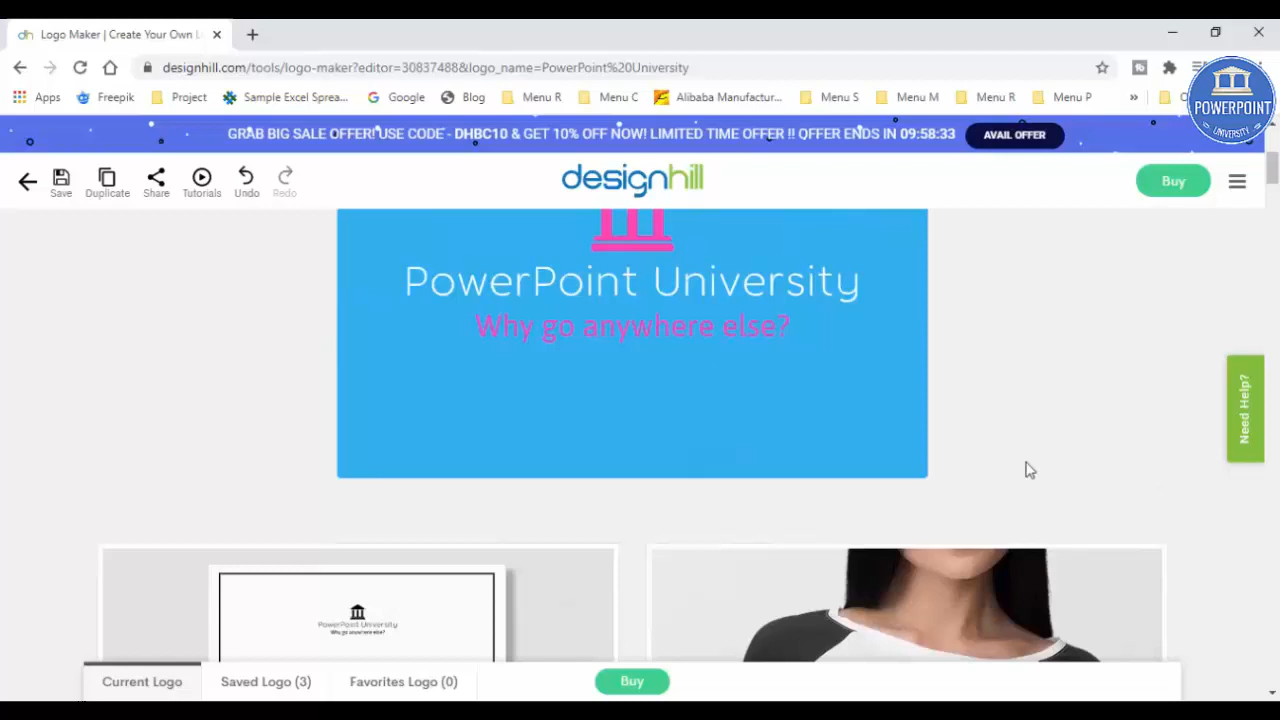 Logo Maker | Create Your Own L
designhill.com/tools/logo-maker?editor=30837488&logo_name=PowerPoint%20University
Apps
Freepik
Project
Sample Excel Sprea...
Google
Blog
Menu R
Menu C
Alibaba Manufactur...
Menu S
Menu M
Menu R
Menu P
»
POWERPOINT
UNIVERSITY
GRAB BIG SALE OFFER! USE CODE - DHBC10 & GET 10% OFF NOW! LIMITED TIME OFFER !! OFFER ENDS IN 09:58:33
AVAIL OFFER
Save
Duplicate
Share
Tutorials
Undo
Redo
designhill
Buy
PowerPoint University
Why go anywhere else?
Need Help?
PowerPoint University
Why go anywhere else?
Current Logo
Saved Logo (3)
Favorites Logo (0)
Buy